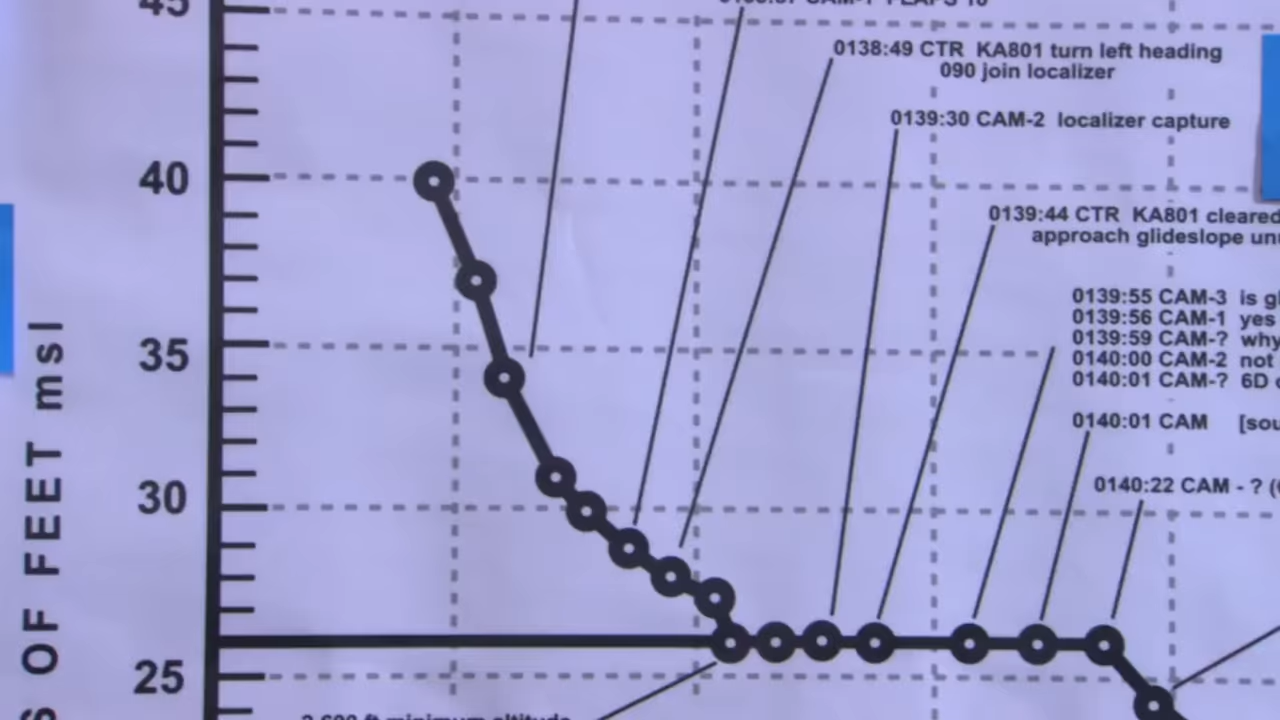 45
0138:49 CTR KA801 turn left heading
090 join localizer
0139:30 CAM-2 localizer capture
40
0139:44 CTR KA801 cleared
approach glideslope
0139:55 CAM-3 is
0139:56 CAM-1 yes
0139:59 CAM-? why
0140:00 CAM-2 not
0140:01 CAM-? 6D
35
0140:01 CAM
0140:22 CAM - ?
30
25
OF FEET msl